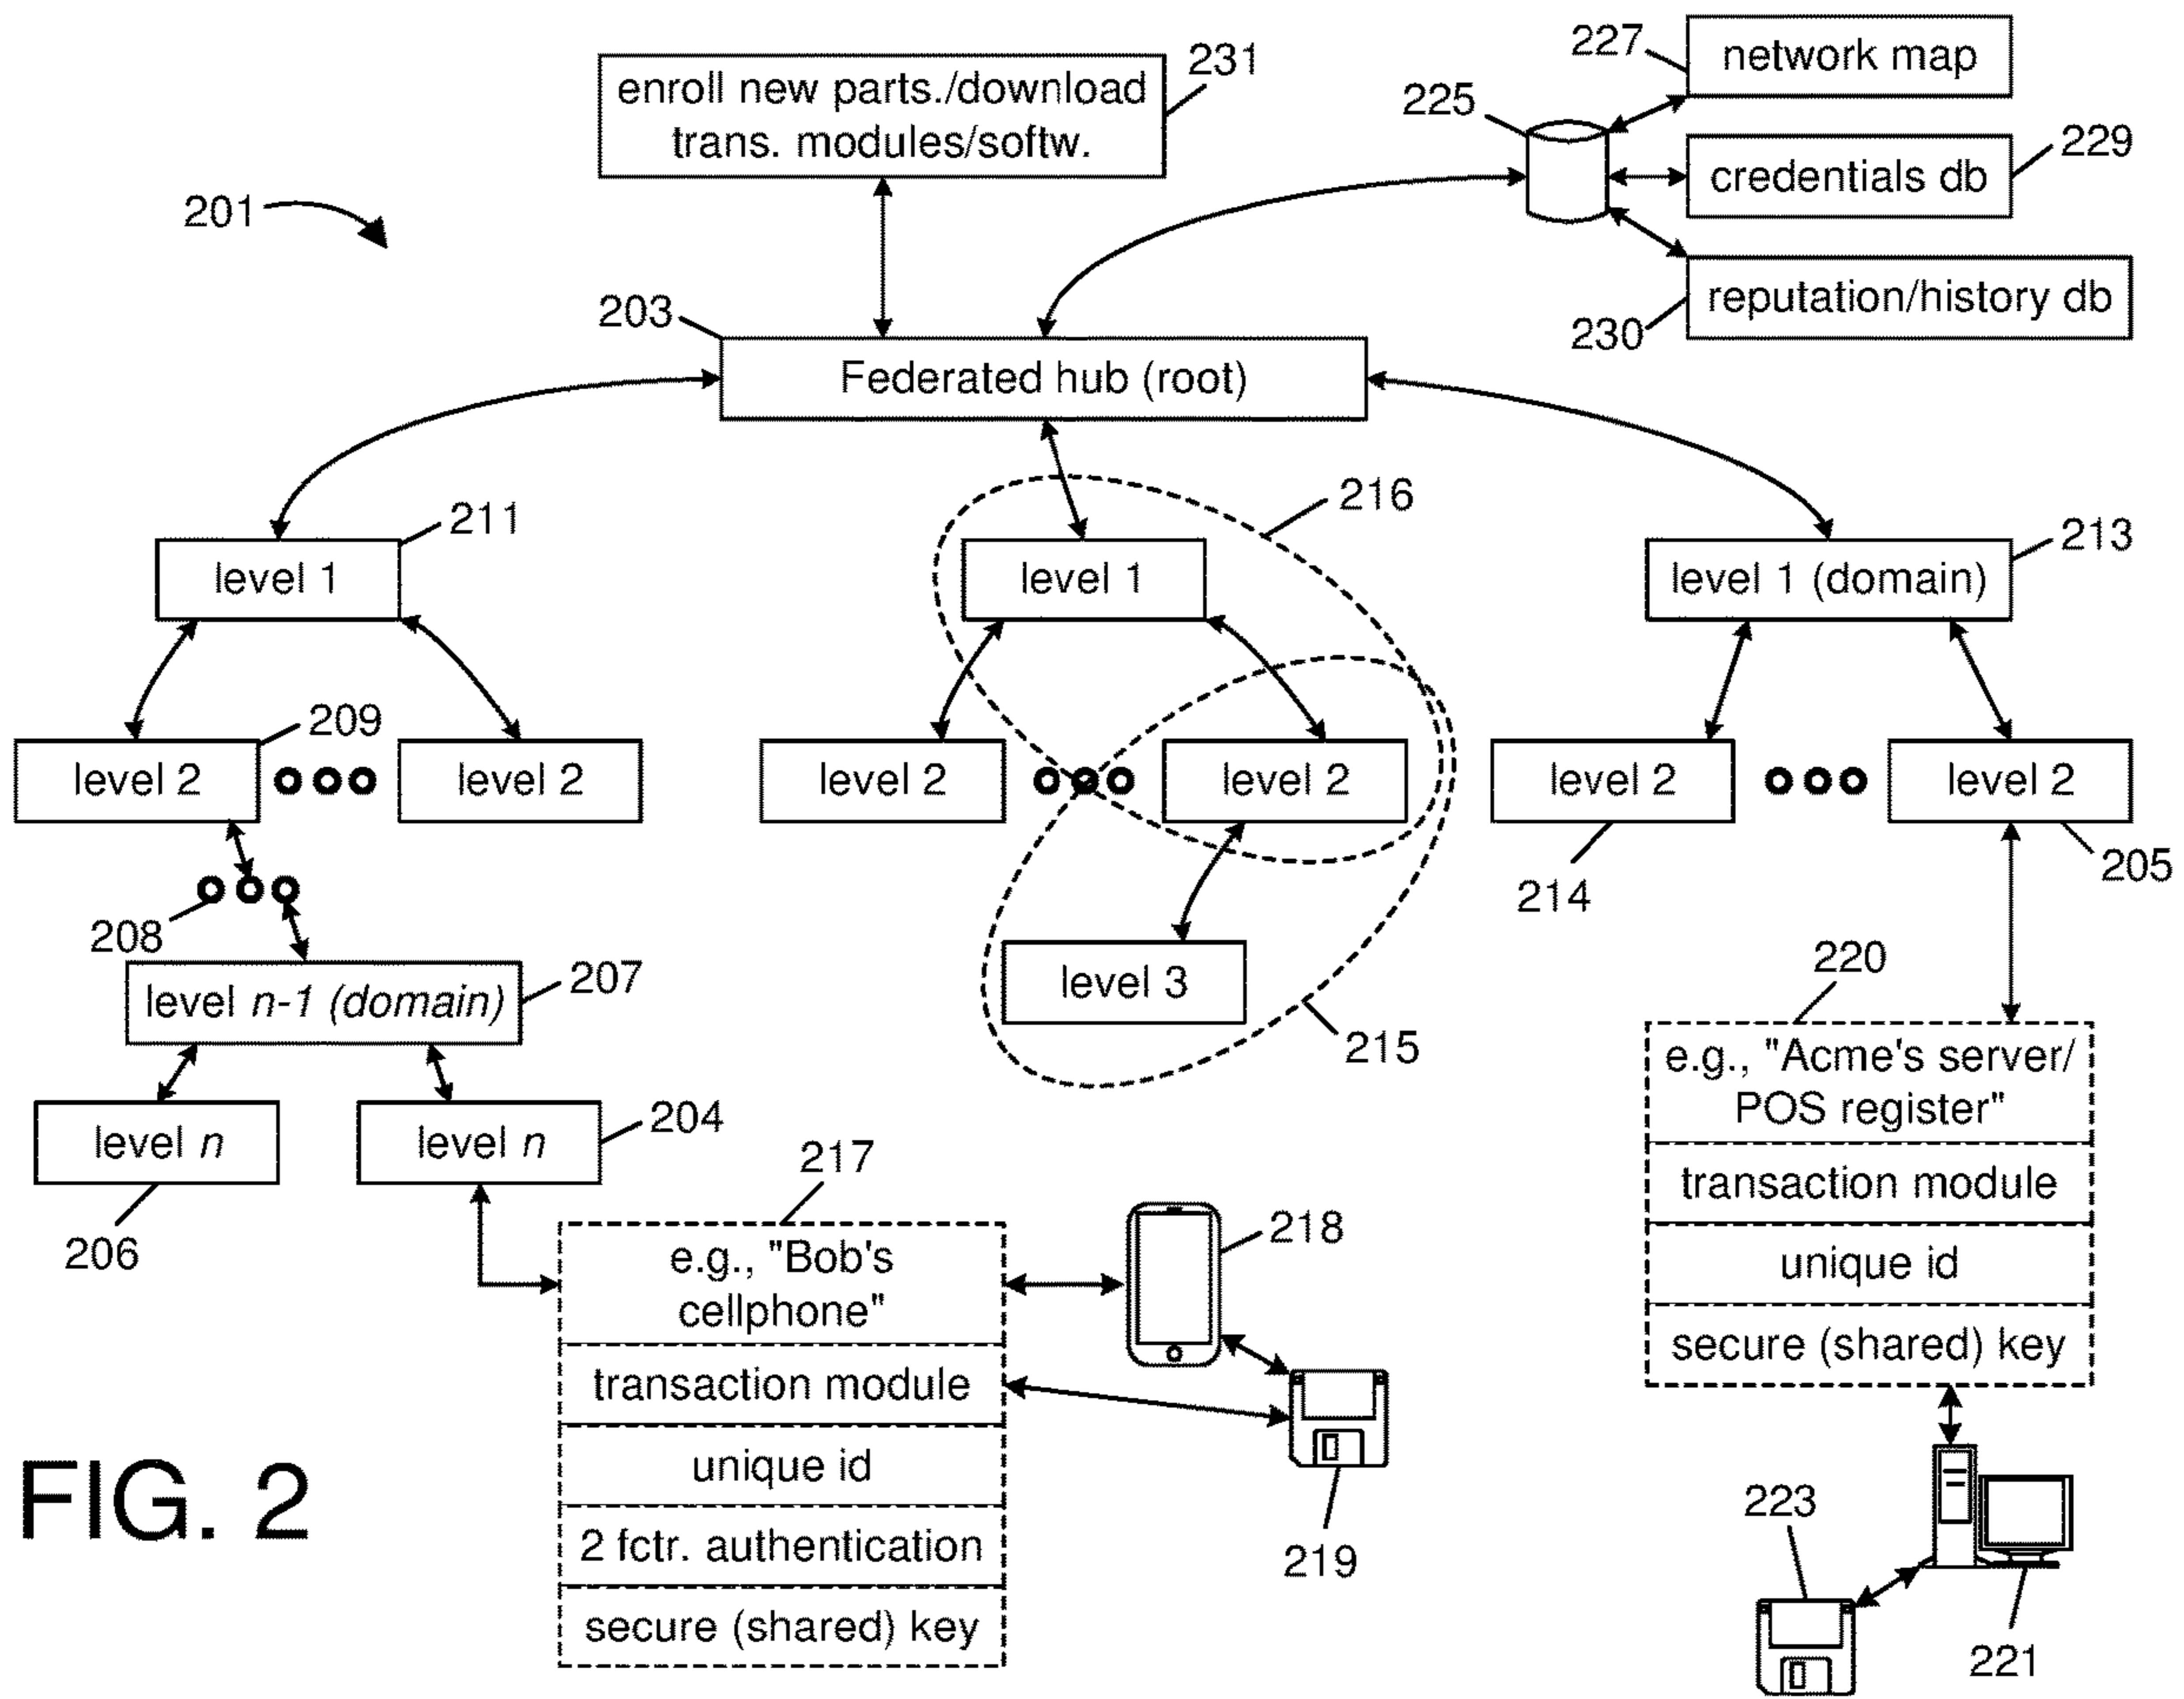 227
network map
231
enroll new parts./download
trans. modules/softw.
225
229
credentials db
201
203
230
reputation/history db
Federated hub (root)
216
211
213
level 1
level 1
level 1 (domain)
209
level 2
level 2
level 2
level 2
level 2
level 2
214
205
208
220
level n-1 (domain)
207
level 3
215
e.g., "Acme's server/
POS register"
transaction module
unique id
secure (shared) key
level n
level n
204
206
217
218
e.g., "Bob's
cellphone"
transaction module
unique id
2 fctr. authentication
secure (shared) key
219
223
221
FIG. 2